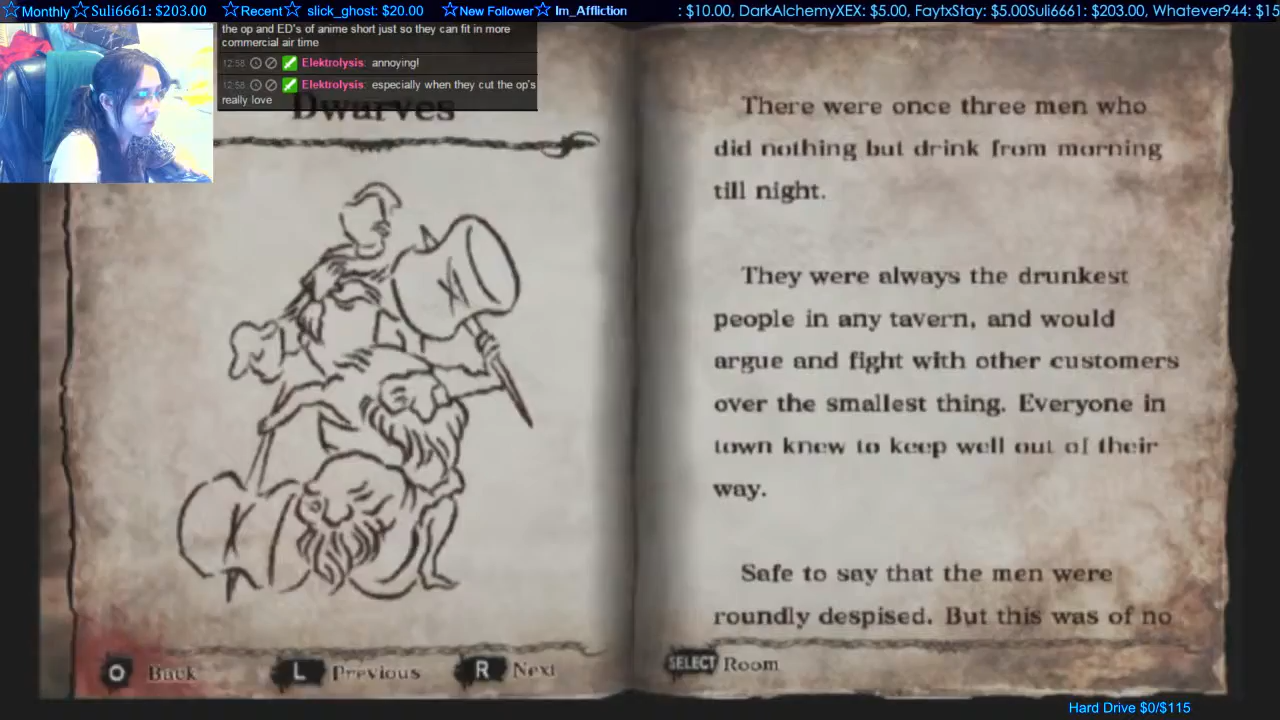 ☆Monthly☆Suli6661: $203.00 ☆Recent☆ slick_ghost: $20.00 ☆New Follower☆ Im_Affliction : $10.00, DarkAlchemyXEX: $5.00, FaytxStay: $5.00Suli6661: $203.00, Whatever944: $15
the op and ED's of anime short just so they can fit in more
commercial air time
12:58 Elektrolysis: annoying!
12:58 Elektrolysis: especially when they cut the op's
really love
Dwarves
There were once three men who
did nothing but drink from morning
till night.
They were always the drunkest
people in any tavern, and would
argue and fight with other customers
over the smallest thing. Everyone in
town knew to keep well out of their
way.
Safe to say that the men were
roundly despised. But this was of no
O Back L Previous R Next SELECT Room
Hard Drive $0/$115